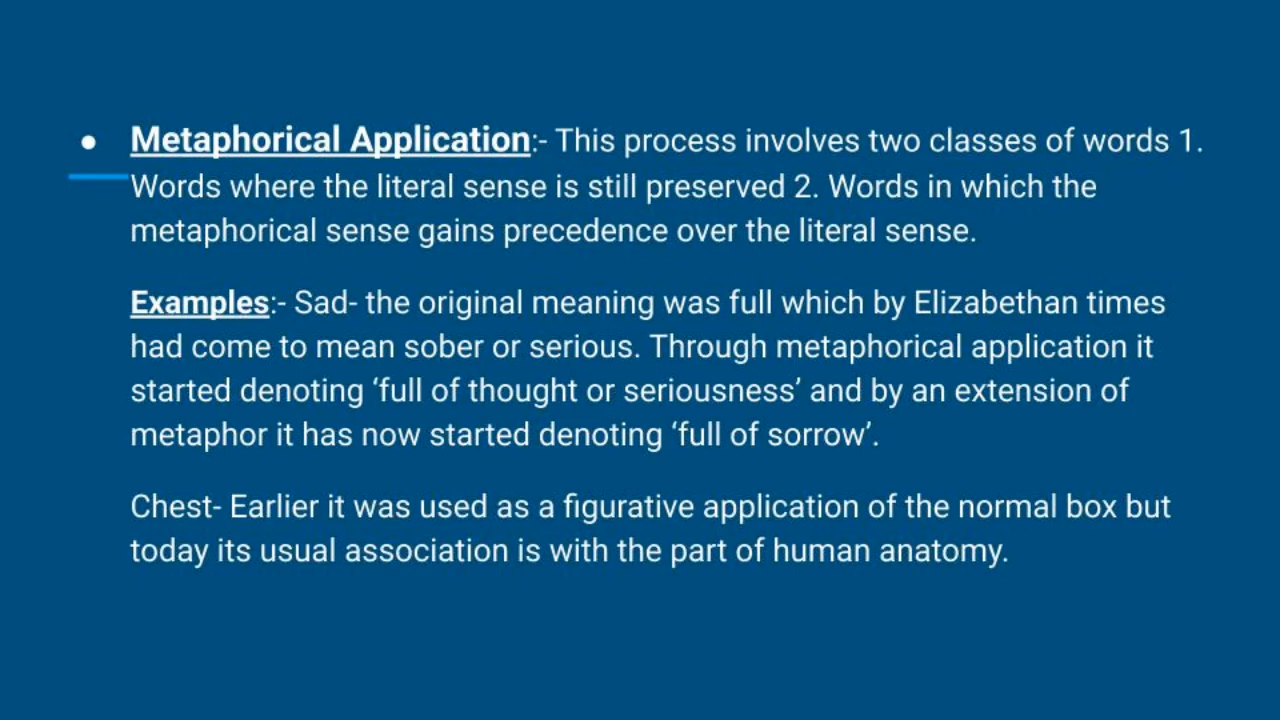 ● Metaphorical Application:- This process involves two classes of words 1.
Words where the literal sense is still preserved 2. Words in which the
metaphorical sense gains precedence over the literal sense.
Examples:- Sad- the original meaning was full which by Elizabethan times
had come to mean sober or serious. Through metaphorical application it
started denoting ‘full of thought or seriousness’ and by an extension of
metaphor it has now started denoting ‘full of sorrow’.
Chest- Earlier it was used as a figurative application of the normal box but
today its usual association is with the part of human anatomy.